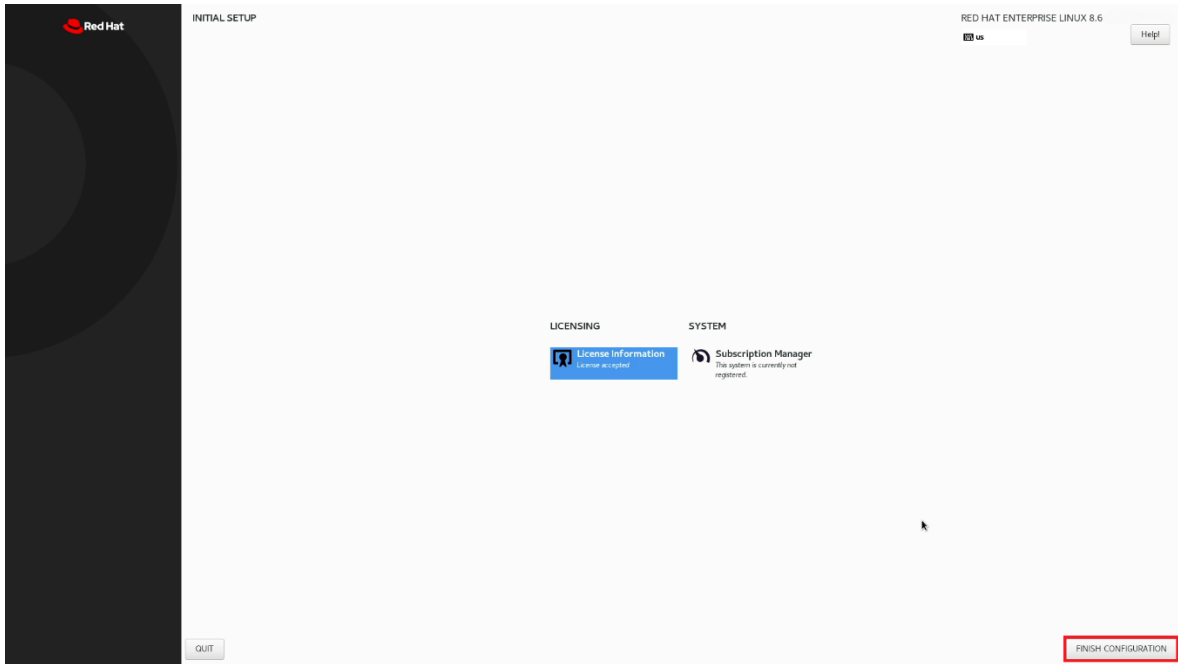 Red Hat
INITIAL SETUP
RED HAT ENTERPRISE LINUX 8.6
us
Help!
LICENSING
License Information
License accepted
SYSTEM
Subscription Manager
This system is currently not
registered.
QUIT
FINISH CONFIGURATION